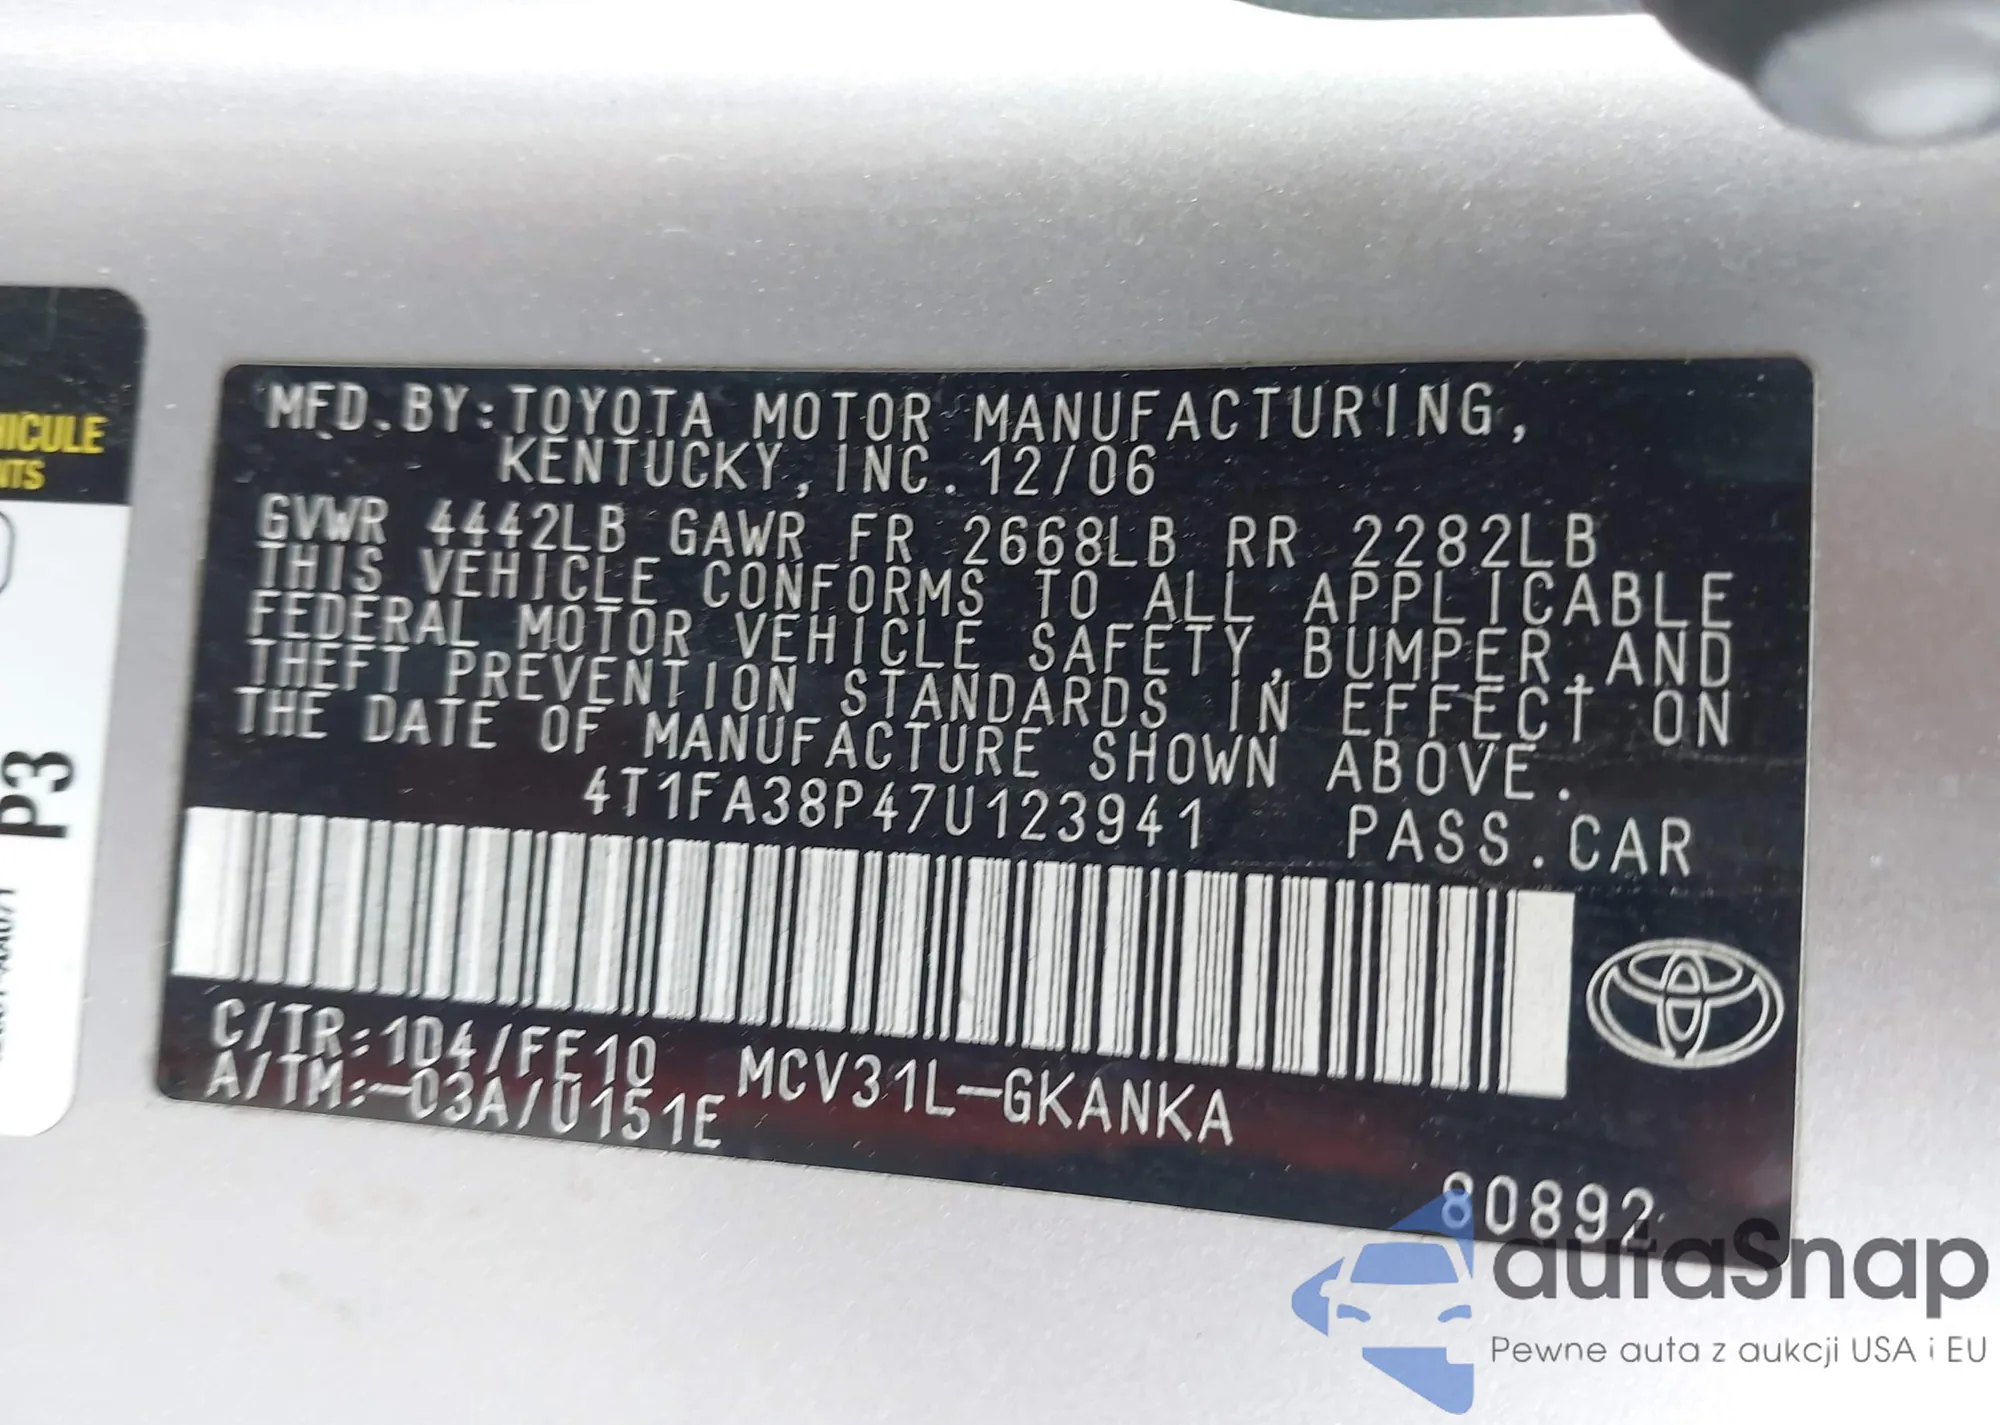 MFD.BY:TOYOTA MOTOR MANUFACTURING,
KENTUCKY,INC.12/06
GVWR 4442LB GAWR FR 2668LB RR 2282LB
THIS VEHICLE CONFORMS TO ALL APPLICABLE
FEDERAL MOTOR VEHICLE SAFETY,BUMPER,AND
THEFT PREVENTION STANDARDS IN EFFECT ON
THE DATE OF MANUFACTURE SHOWN ABOVE.
4T1FA38P47U123941 PASS.CAR
C/TR:1D4/FE10 MCV31L-GKANKA
A/TM:-03A/U151E
80892
HICULE
NTS
P3
autaSnap
Pewne auta z aukcji USA i EU